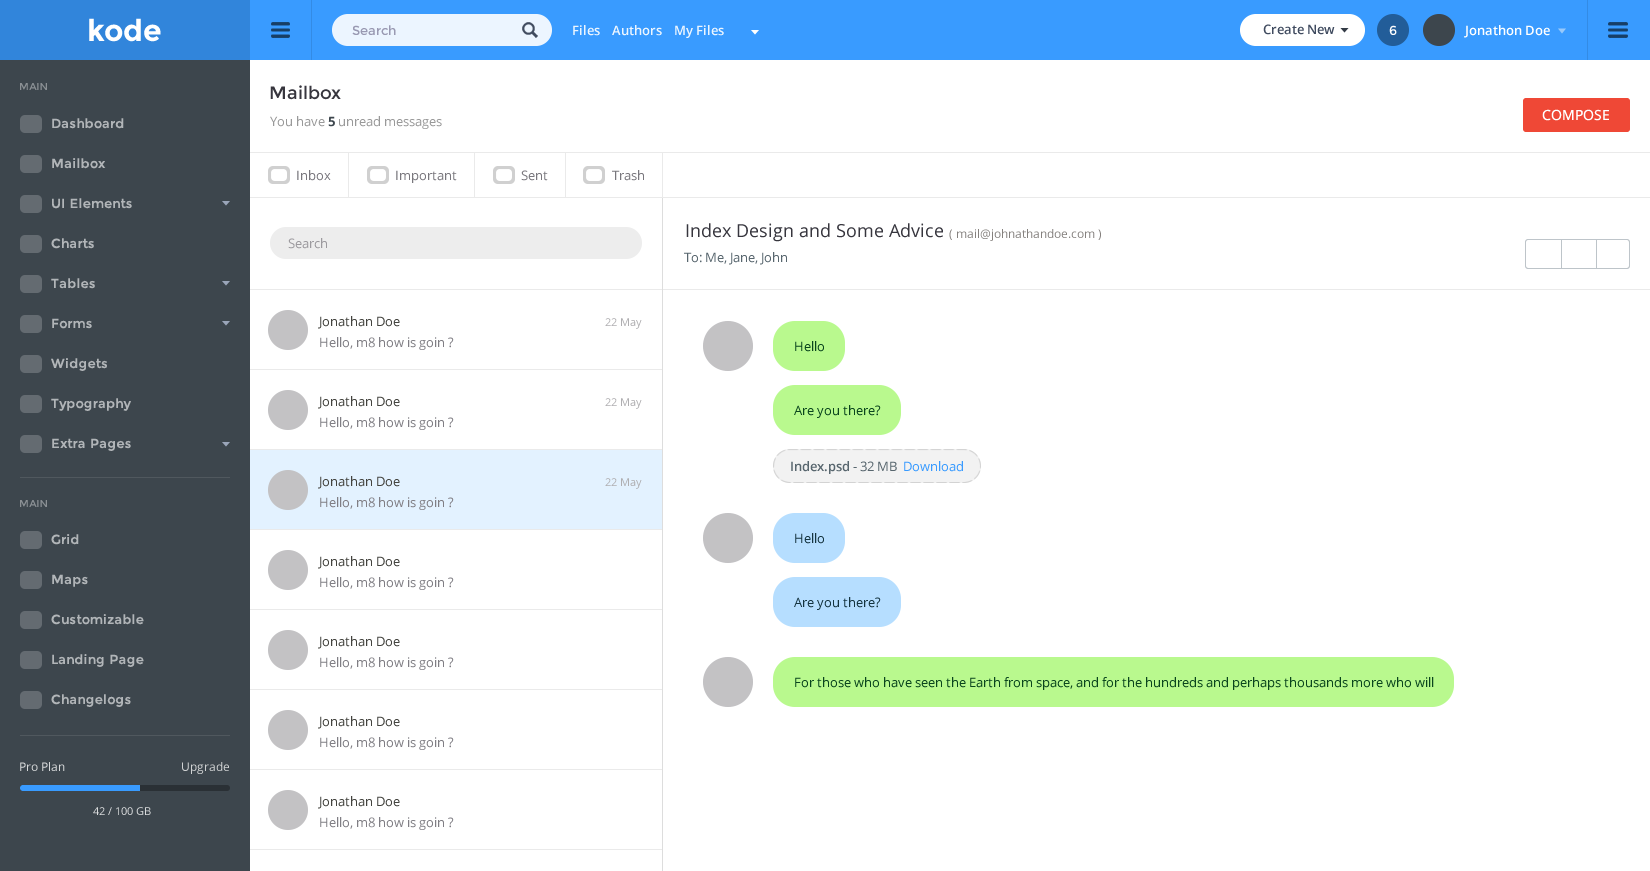 kode
Search
Files Authors My Files
Create New
6
Jonathon Doe
MAIN
Dashboard
Mailbox
UI Elements
Charts
Tables
Forms
Widgets
Typography
Extra Pages
MAIN
Grid
Maps
Customizable
Landing Page
Changelogs
Pro Plan Upgrade
42 / 100 GB
Mailbox
You have 5 unread messages
COMPOSE
Inbox Important Sent Trash
Search
Jonathan Doe 22 May
Hello, m8 how is goin ?
Jonathan Doe 22 May
Hello, m8 how is goin ?
Jonathan Doe 22 May
Hello, m8 how is goin ?
Jonathan Doe
Hello, m8 how is goin ?
Jonathan Doe
Hello, m8 how is goin ?
Jonathan Doe
Hello, m8 how is goin ?
Jonathan Doe
Hello, m8 how is goin ?
Index Design and Some Advice ( mail@johnathandoe.com )
To: Me, Jane, John
Hello
Are you there?
Index.psd - 32 MB Download
Hello
Are you there?
For those who have seen the Earth from space, and for the hundreds and perhaps thousands more who will